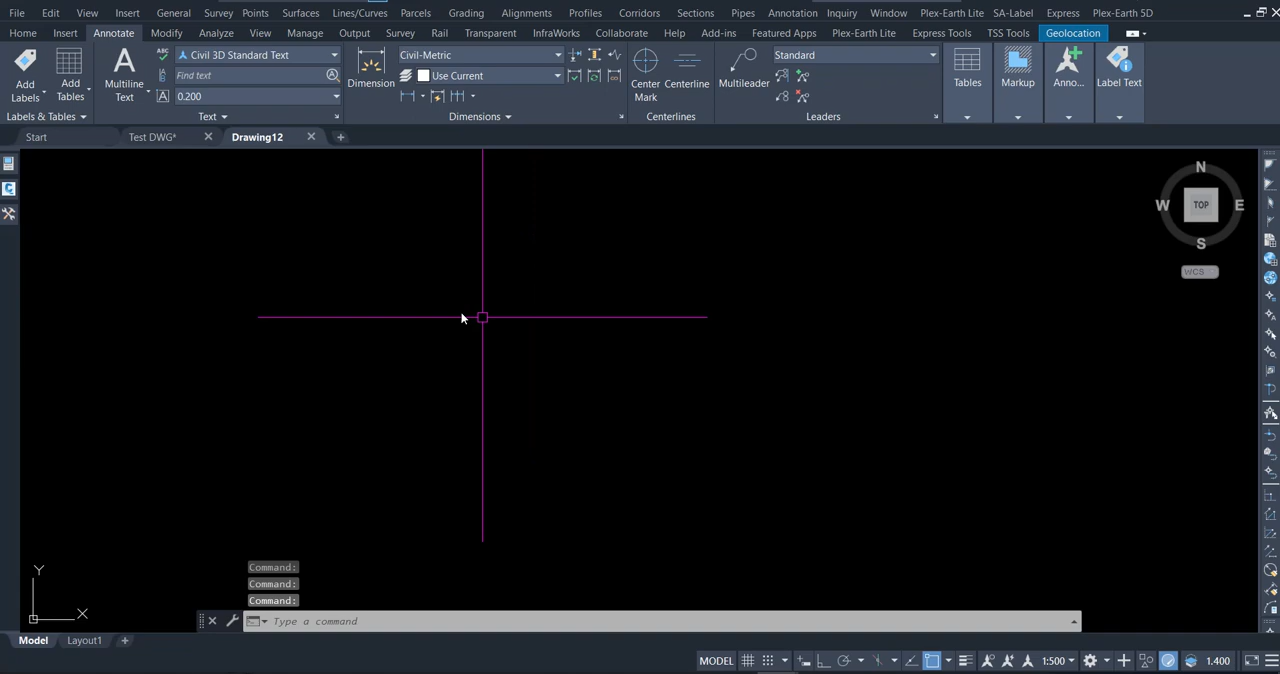 File Edit View Insert General Survey Points Surfaces Lines/Curves Parcels Grading Alignments Profiles Corridors Sections Pipes Annotation Inquiry Window Plex-Earth Lite SA-Label Express Plex-Earth 5D
Home Insert Annotate Modify Analyze View Manage Output Survey Rail Transparent InfraWorks Collaborate Help Add-ins Featured Apps Plex-Earth Lite Express Tools TSS Tools Geolocation
Add Labels
Add Tables
Labels & Tables
Multiline Text
ABC
Civil 3D Standard Text
Find text
0.200
Text
Dimension
Civil-Metric
Use Current
Dimensions
Center Mark
Centerline
Centerlines
Multileader
Standard
Leaders
Tables
Markup
Anno...
Label Text
Start Test DWG* Drawing12
N
W TOP E
S
WCS
Command:
Command:
Command:
Type a command
Y
X
Model Layout1
MODEL 1:500 1.400